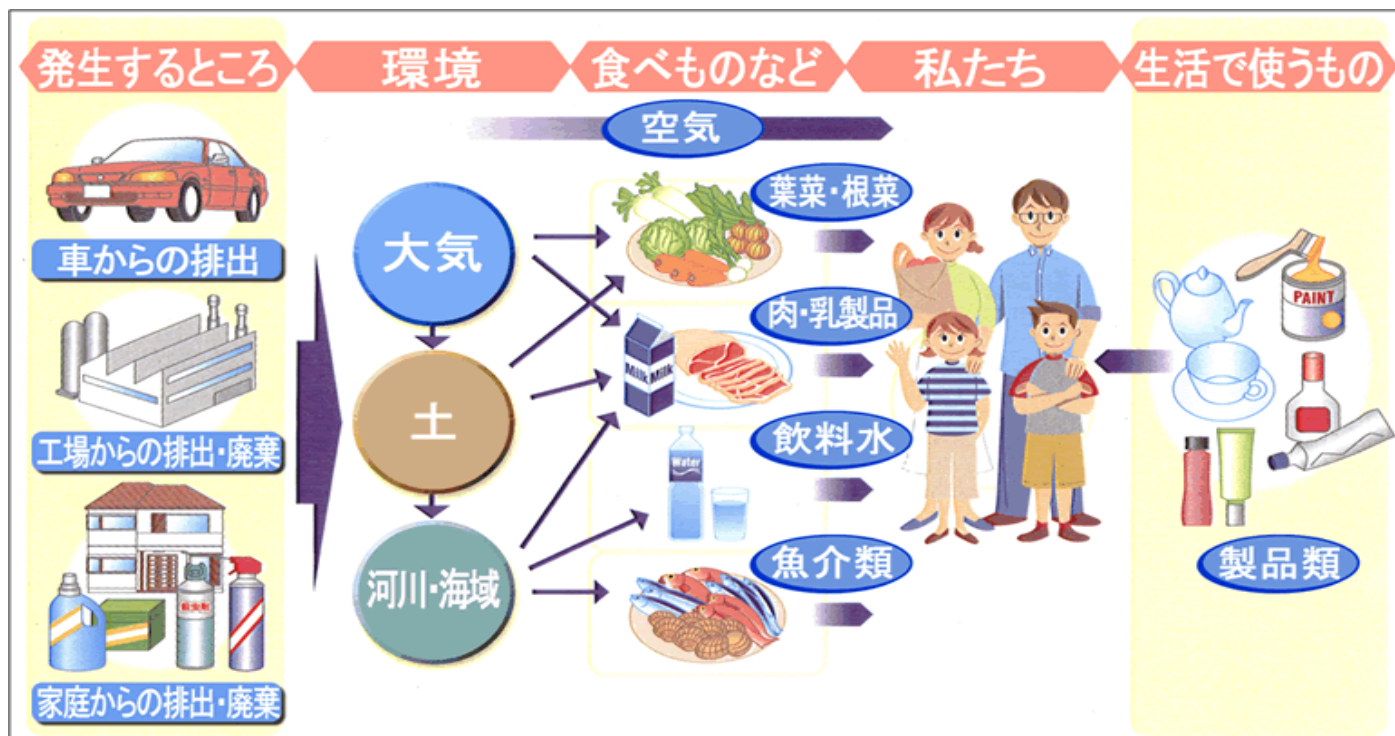 発生するところ
環境
食べものなど
私たち
生活で使うもの
空気
車からの排出
工場からの排出・廃棄
家庭からの排出・廃棄
殺虫剤
大気
土
河川・海域
葉菜・根菜
肉・乳製品
Milk Milk
飲料水
Water
魚介類
PAINT
製品類